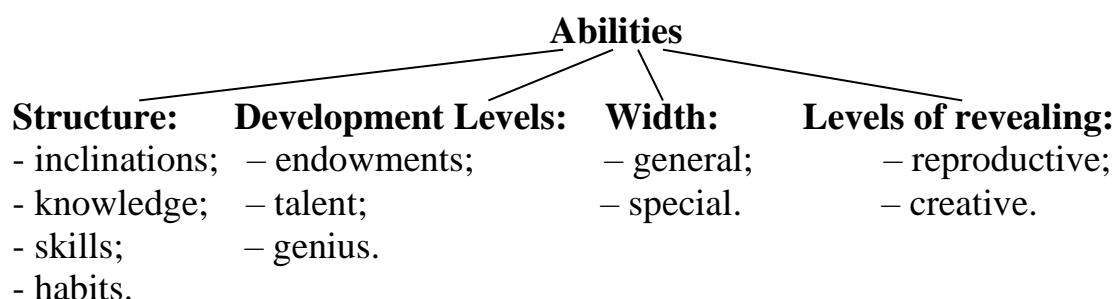 Abilities
Structure: Development Levels: Width: Levels of revealing:
- inclinations; – endowments; – general; – reproductive;
- knowledge; – talent; – special. – creative.
- skills; – genius.
- habits.